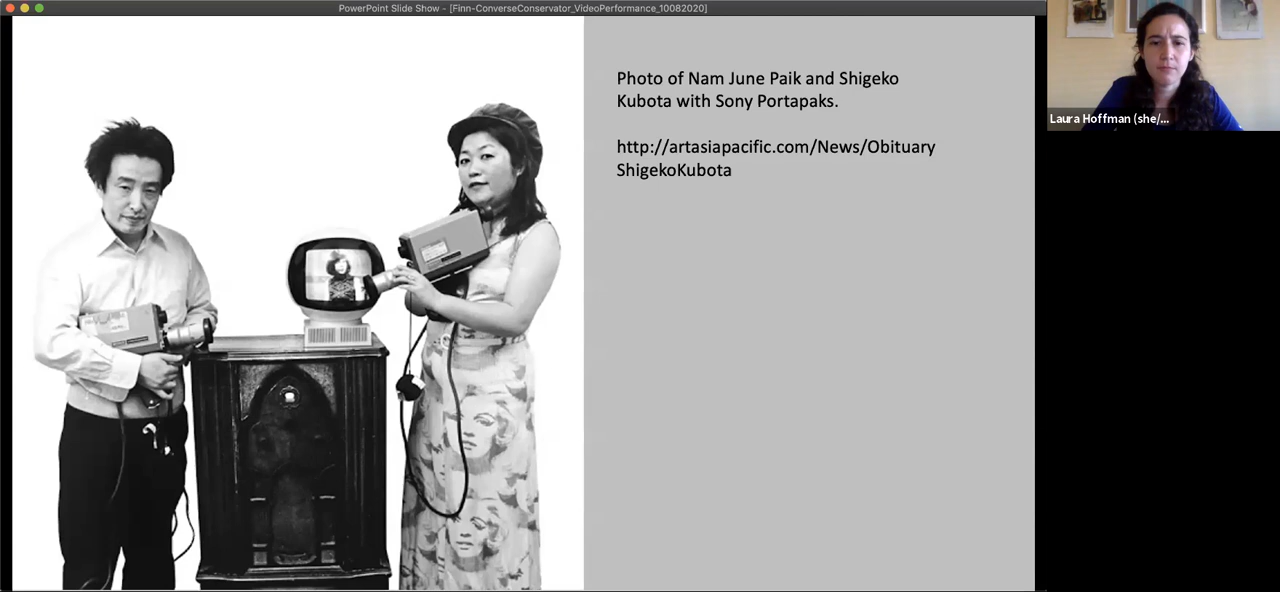 PowerPoint Slide Show - [Finn-ConverseConservator_VideoPerformance_10082020]
Photo of Nam June Paik and Shigeko
Kubota with Sony Portapaks.
http://artasiapacific.com/News/Obituary
ShigekoKubota
Laura Hoffman (she/...